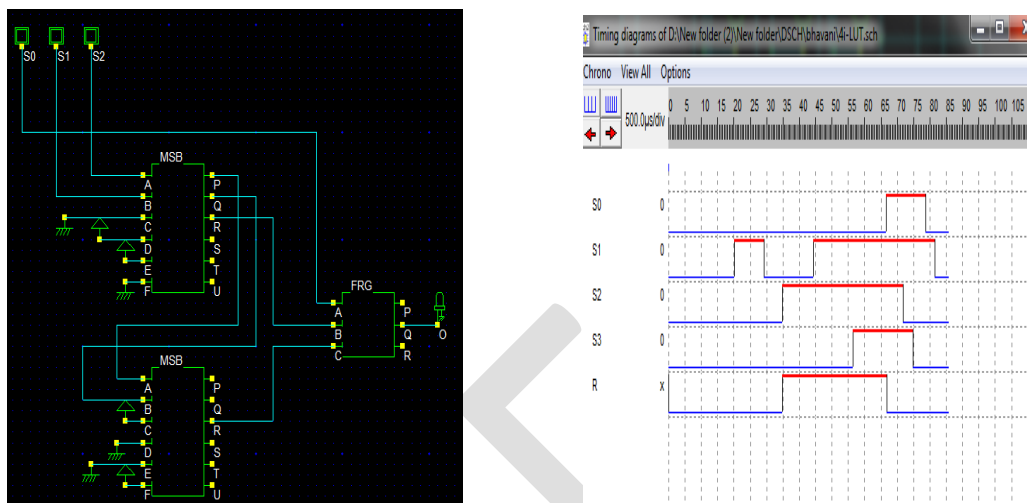 S0 S1 S2
MSB
A P
B Q
C R
D S
E T
F U
FRG
A P
B Q O
C R
MSB
A P
B Q
C R
D S
E T
F U
Timing diagrams of D:\New folder (2)\New folder\DSCH\bhavani\4i-LUT.sch
Chrono View All Options
500.0µs/div 0 5 10 15 20 25 30 35 40 45 50 55 60 65 70 75 80 85 90 95 100 105
S0 0
S1 0
S2 0
S3 0
R x